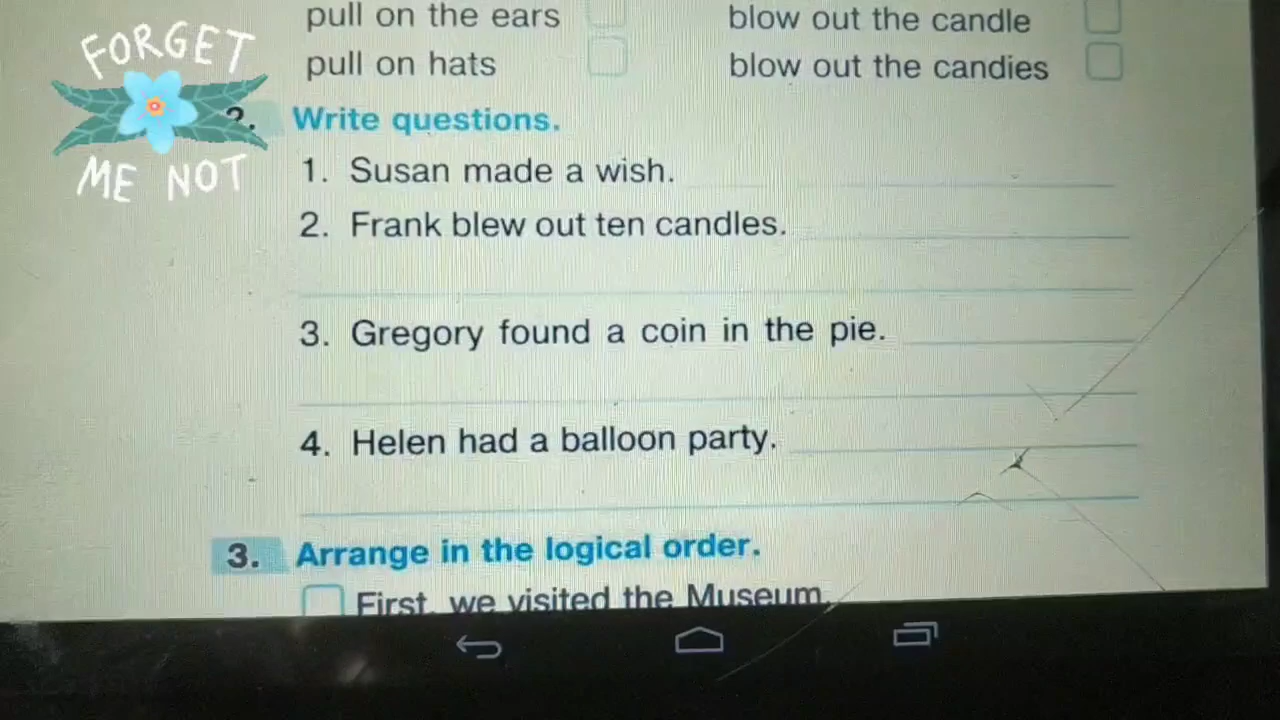 FORGET
ME NOT
pull on the ears
blow out the candle
pull on hats
blow out the candies
2. Write questions.
1. Susan made a wish.
2. Frank blew out ten candles.
3. Gregory found a coin in the pie.
4. Helen had a balloon party.
3. Arrange in the logical order.
First, we visited the Museum.